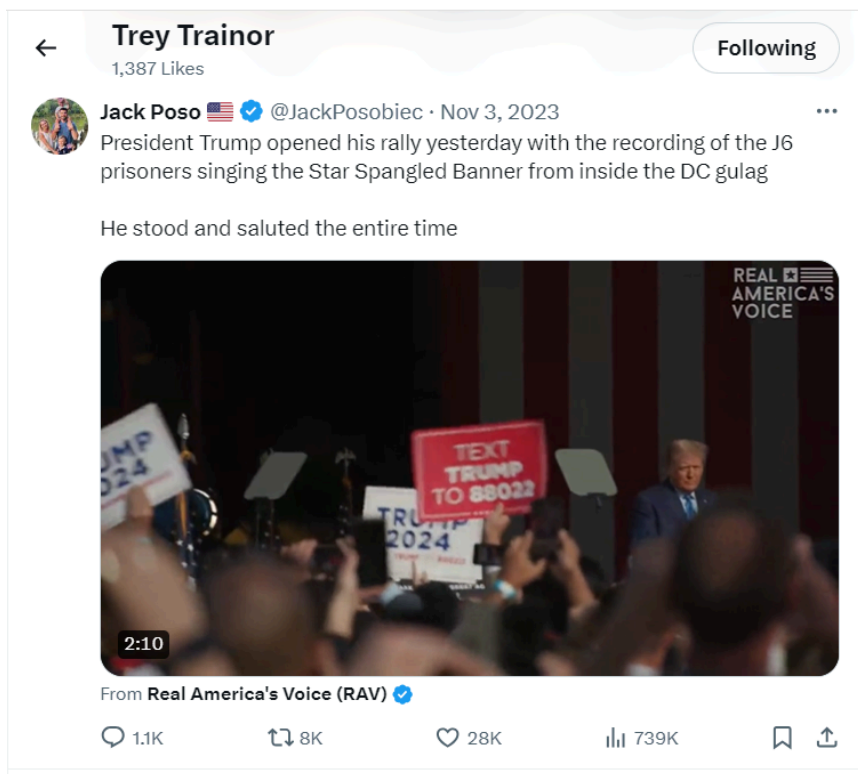 Trey Trainor
1,387 Likes
Following
Jack Poso 🇺🇸 @JackPosobiec · Nov 3, 2023
President Trump opened his rally yesterday with the recording of the J6
prisoners singing the Star Spangled Banner from inside the DC gulag
He stood and saluted the entire time
REAL
AMERICA'S
VOICE
UMP
024
TEXT
TRUMP
TO 88022
TRUMP
2024
2:10
From Real America's Voice (RAV)
1.1K 8K 28K 739K